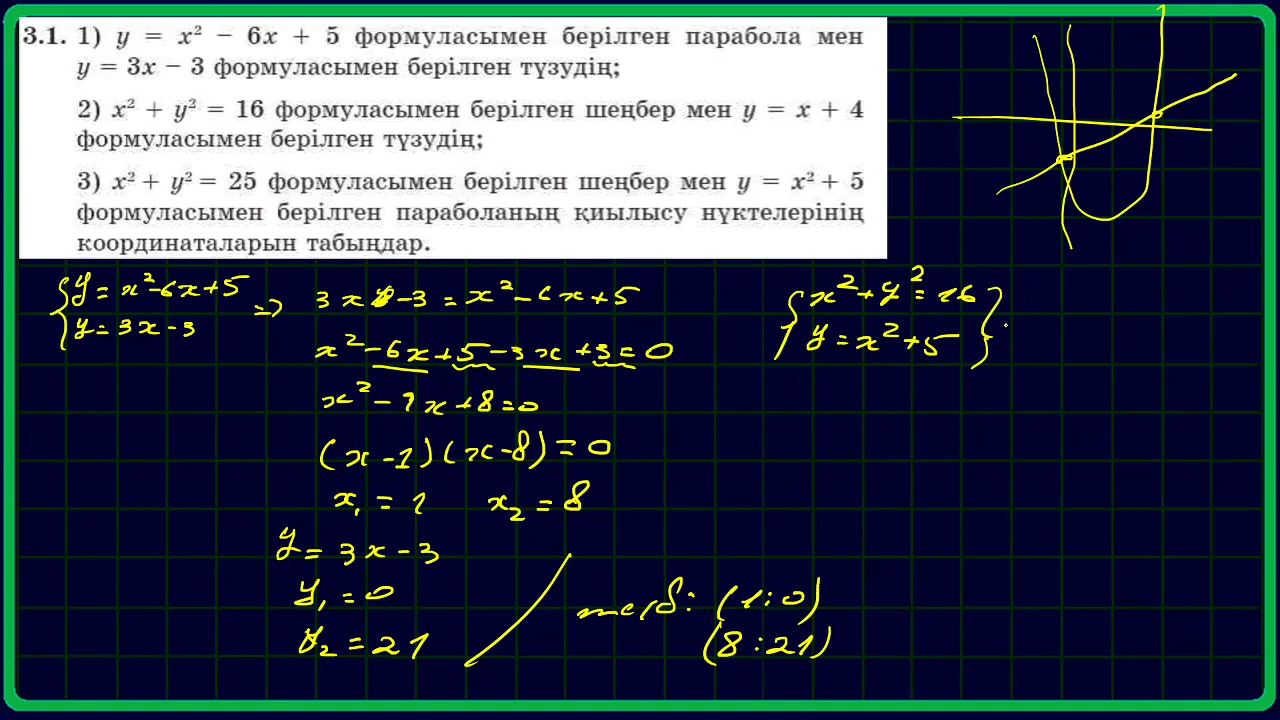 3.1. 1) y = x² − 6x + 5 формуласымен берілген парабола мен
y = 3x − 3 формуласымен берілген түзудің;
2) x² + y² = 16 формуласымен берілген шеңбер мен y = x + 4
формуласымен берілген түзудің;
3) x² + y² = 25 формуласымен берілген шеңбер мен y = x² + 5
формуласымен берілген параболаның қиылысу нүктелерінің
координаталарын табыңдар.
{y = x² - 6x + 5
y = 3x - 3 =>
3x - 3 = x² - 6x + 5
x² - 6x + 5 - 3x + 3 = 0
x² - 9x + 8 = 0
(x - 1)(x - 8) = 0
x₁ = 1 x₂ = 8
y = 3x - 3
y₁ = 0
y₂ = 21
(1:0)
(8:21)
{x² + y² = 16
y = x² + 5}